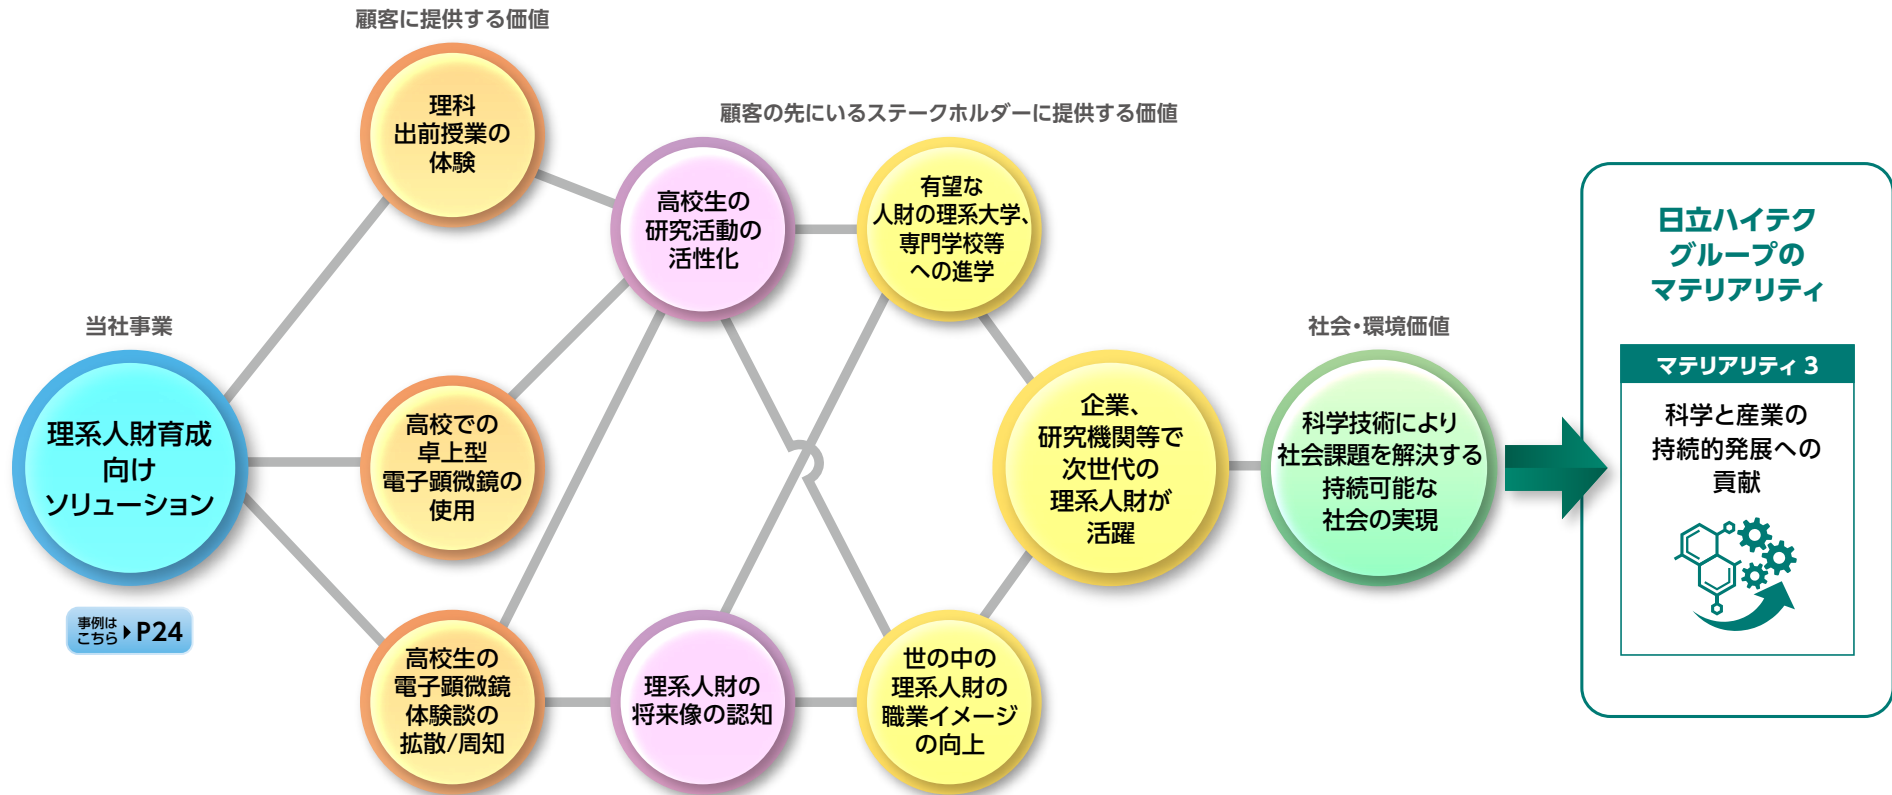 顧客に提供する価値
理科
出前授業の
体験
顧客の先にいるステークホルダーに提供する価値
高校生の
研究活動の
活性化
有望な
人財の理系大学、
専門学校等
への進学
当社事業
理系人財育成
向け
ソリューション
事例は
こちら
P24
高校での
卓上型
電子顕微鏡の
使用
高校生の
電子顕微鏡
体験談の
拡散/周知
理系人財の
将来像の認知
世の中の
理系人財の
職業イメージ
の向上
企業、
研究機関等で
次世代の
理系人財が
活躍
社会・環境価値
科学技術により
社会課題を解決する
持続可能な
社会の実現
日立ハイテク
グループの
マテリアリティ
マテリアリティ 3
科学と産業の
持続的発展への
貢献